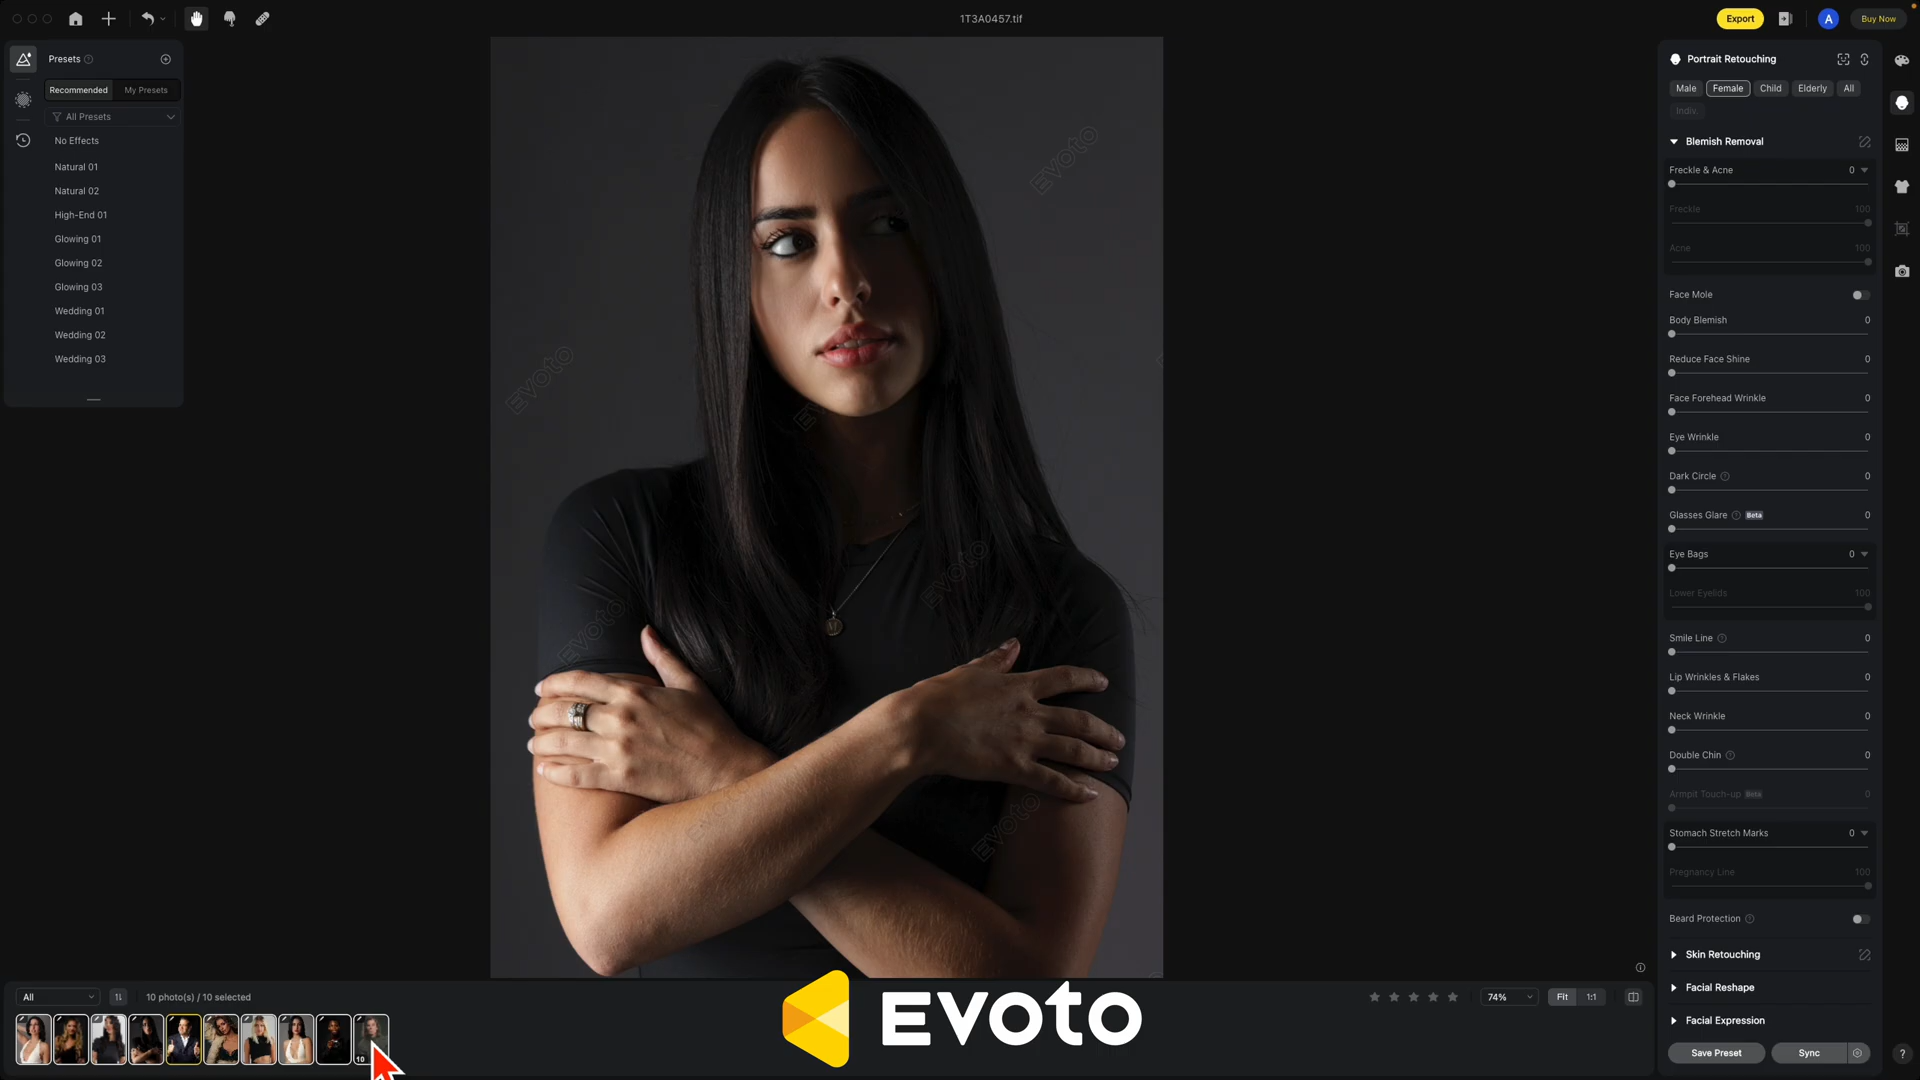 1T3A0457.tif
Export
A
Buy Now
Presets
Recommended
My Presets
All Presets
No Effects
Natural 01
Natural 02
High-End 01
Glowing 01
Glowing 02
Glowing 03
Wedding 01
Wedding 02
Wedding 03
EVOTO
EVOTO
EVOTO
EVOTO
EVOTO
Portrait Retouching
Male
Female
Child
Elderly
All
Indiv.
Blemish Removal
Freckle & Acne 0
Freckle 100
Acne 100
Face Mole
Body Blemish 0
Reduce Face Shine 0
Face Forehead Wrinkle 0
Eye Wrinkle 0
Dark Circle 0
Glasses Glare Beta 0
Eye Bags 0
Lower Eyelids 100
Smile Line 0
Lip Wrinkles & Flakes 0
Neck Wrinkle 0
Double Chin 0
Armpit Touch-up Beta 0
Stomach Stretch Marks 0
Pregnancy Line 100
Beard Protection
Skin Retouching
Facial Reshape
Facial Expression
Save Preset
Sync
All
10 photo(s) / 10 selected
74%
Fit
1:1
10
EVOTO